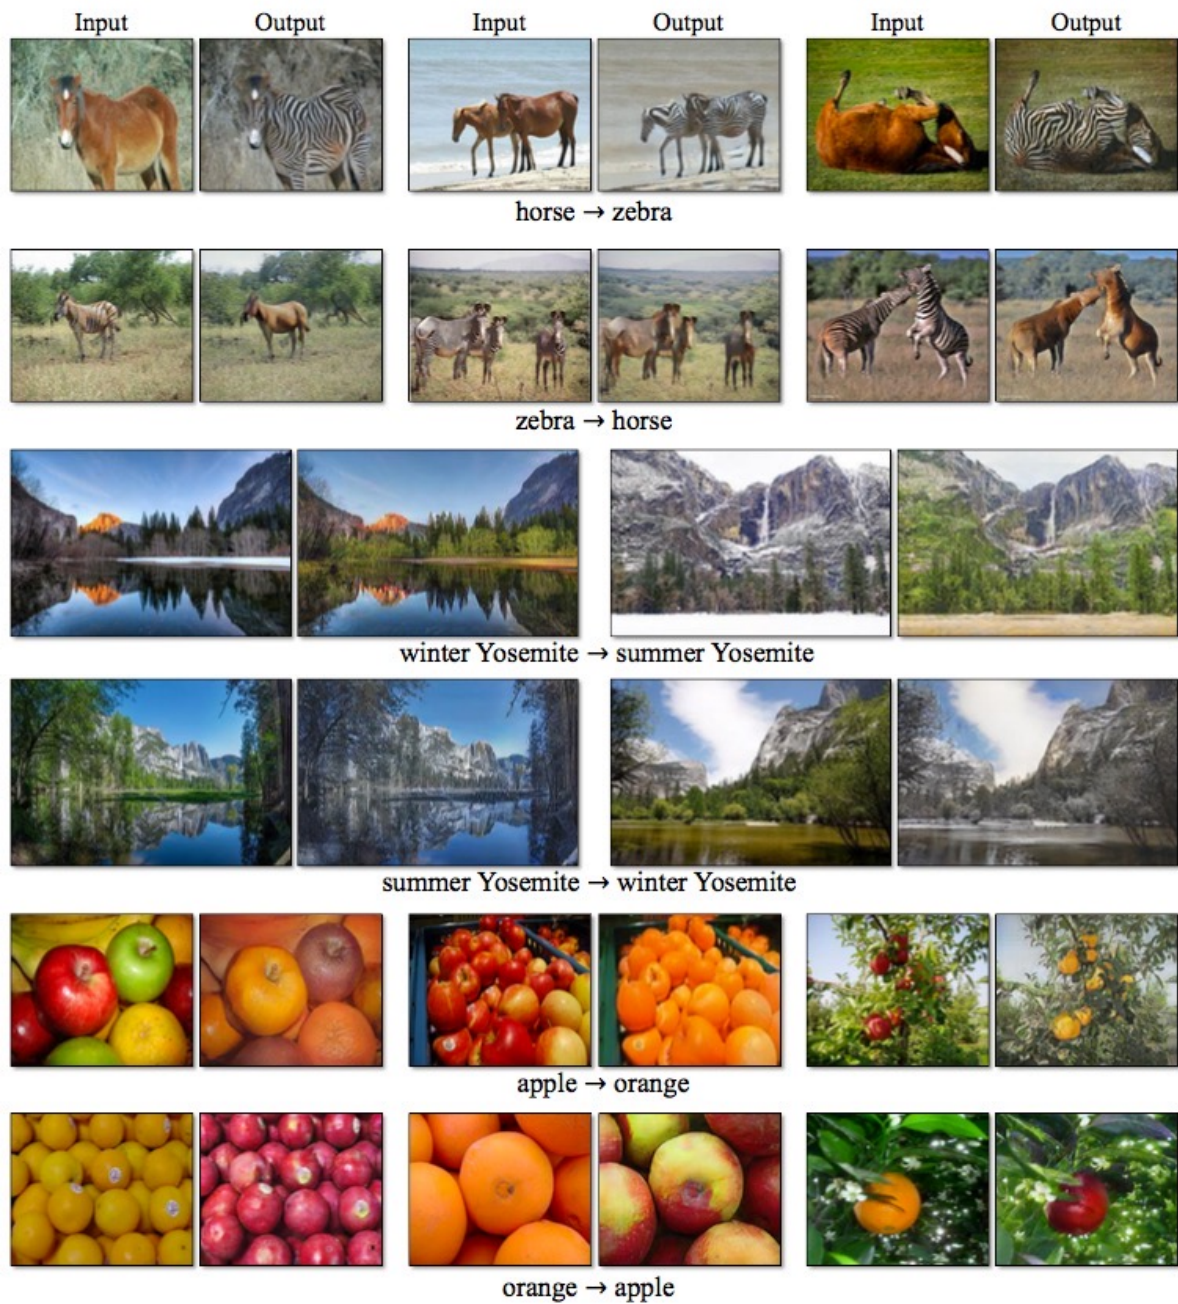 Input Output Input Output Input Output
horse → zebra
zebra → horse
winter Yosemite → summer Yosemite
summer Yosemite → winter Yosemite
apple → orange
orange → apple